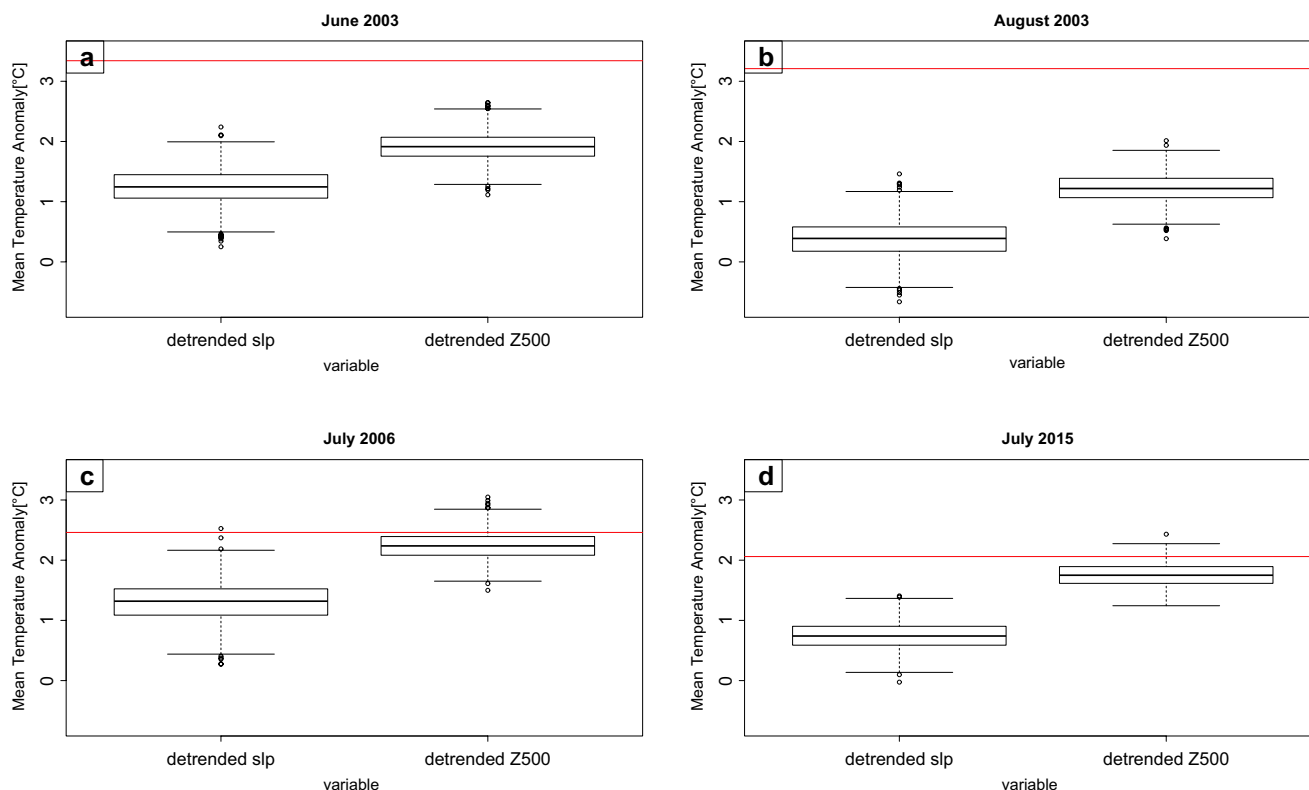 June 2003
a
Mean Temperature Anomaly[°C]
3
2
1
0
detrended slp
detrended Z500
variable
August 2003
b
Mean Temperature Anomaly[°C]
3
2
1
0
detrended slp
detrended Z500
variable
July 2006
c
Mean Temperature Anomaly[°C]
3
2
1
0
detrended slp
detrended Z500
variable
July 2015
d
Mean Temperature Anomaly[°C]
3
2
1
0
detrended slp
detrended Z500
variable